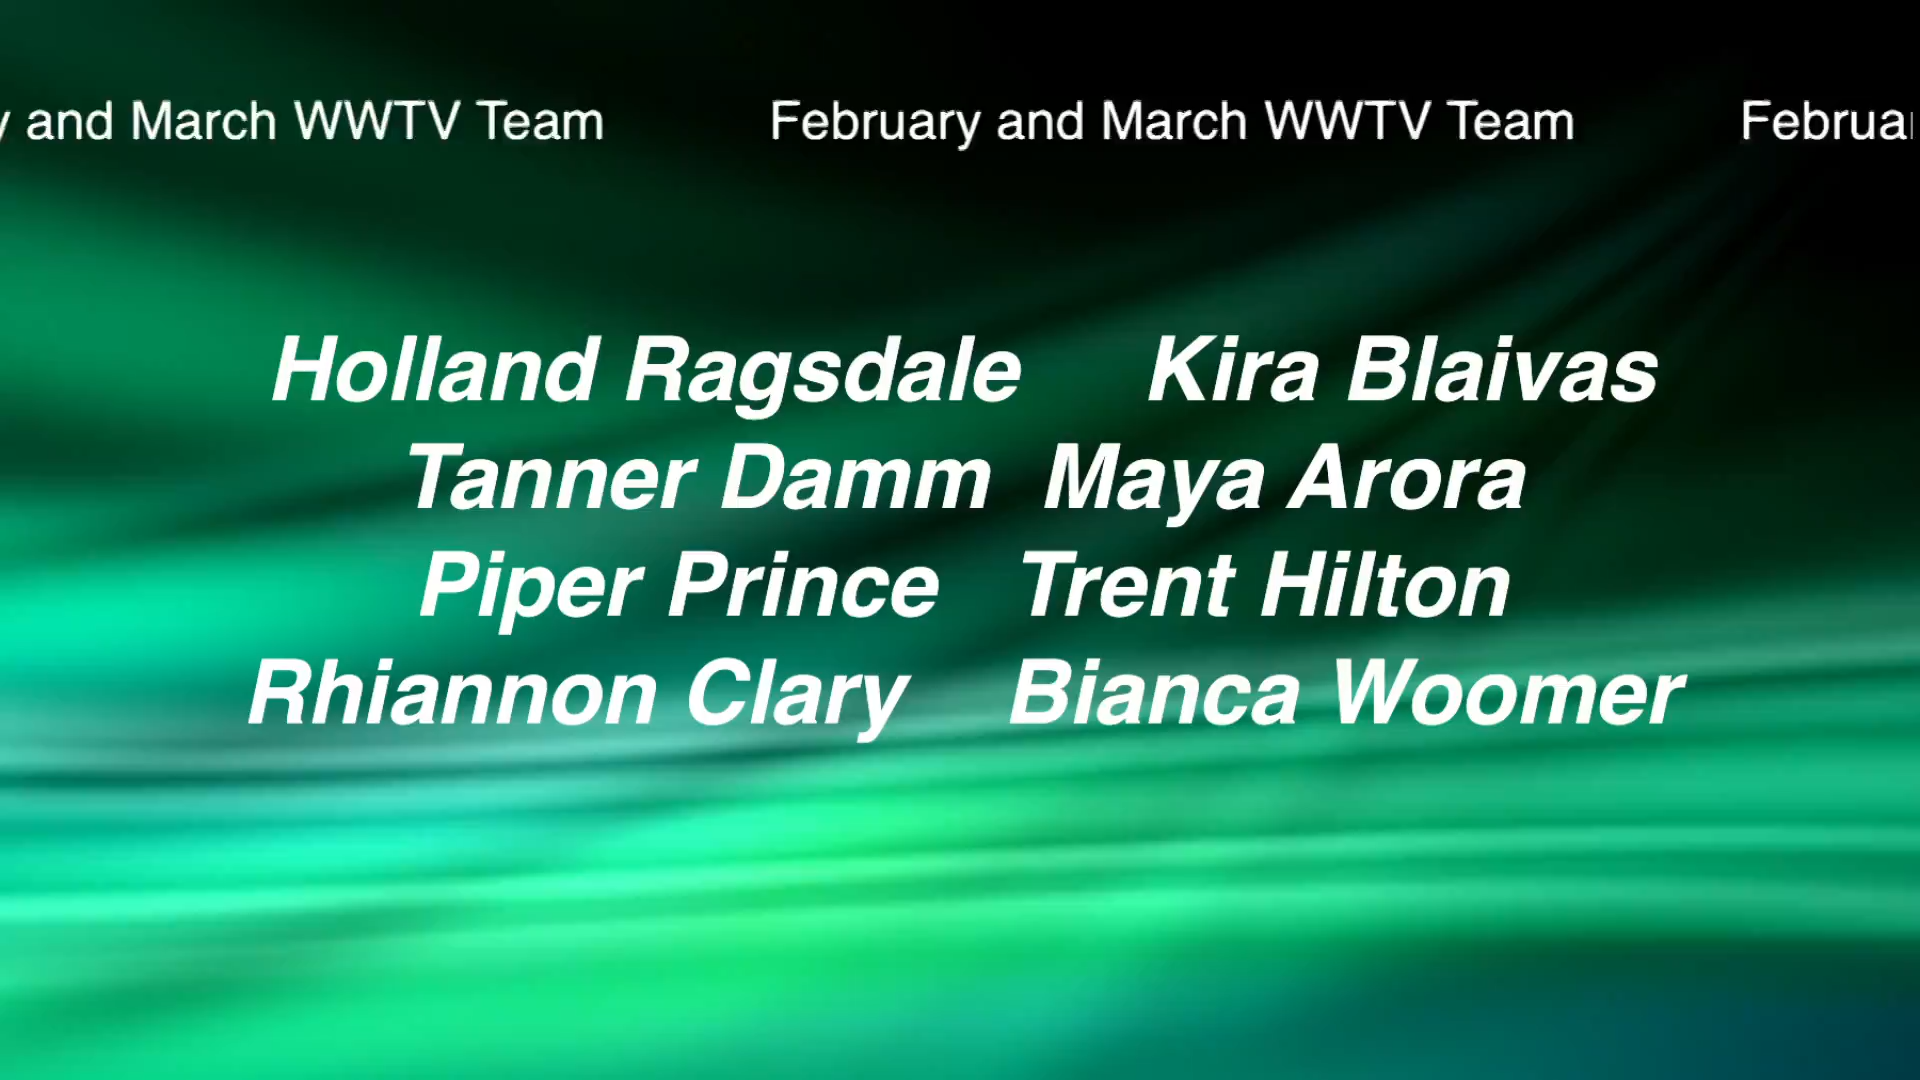 y and March WWTV Team February and March WWTV Team Februa
Holland Ragsdale Kira Blaivas
Tanner Damm Maya Arora
Piper Prince Trent Hilton
Rhiannon Clary Bianca Woomer